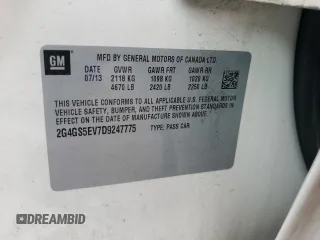 GM
MFD BY GENERAL MOTORS OF CANADA LTD.
DATE GVWR GAWR FRT GAWR RR
07/13 2118 KG 1098 KG 1020 KG
4670 LB 2420 LB 2250 LB
THIS VEHICLE CONFORMS TO ALL APPLICABLE U.S. FEDERAL MOTOR
VEHICLE SAFETY, BUMPER, AND THEFT PREVENTION STANDARDS
IN EFFECT ON THE DATE OF MANUFACTURE SHOWN ABOVE.
2G4GS5EV7D9247775 TYPE: PASS CAR
DREAMBID